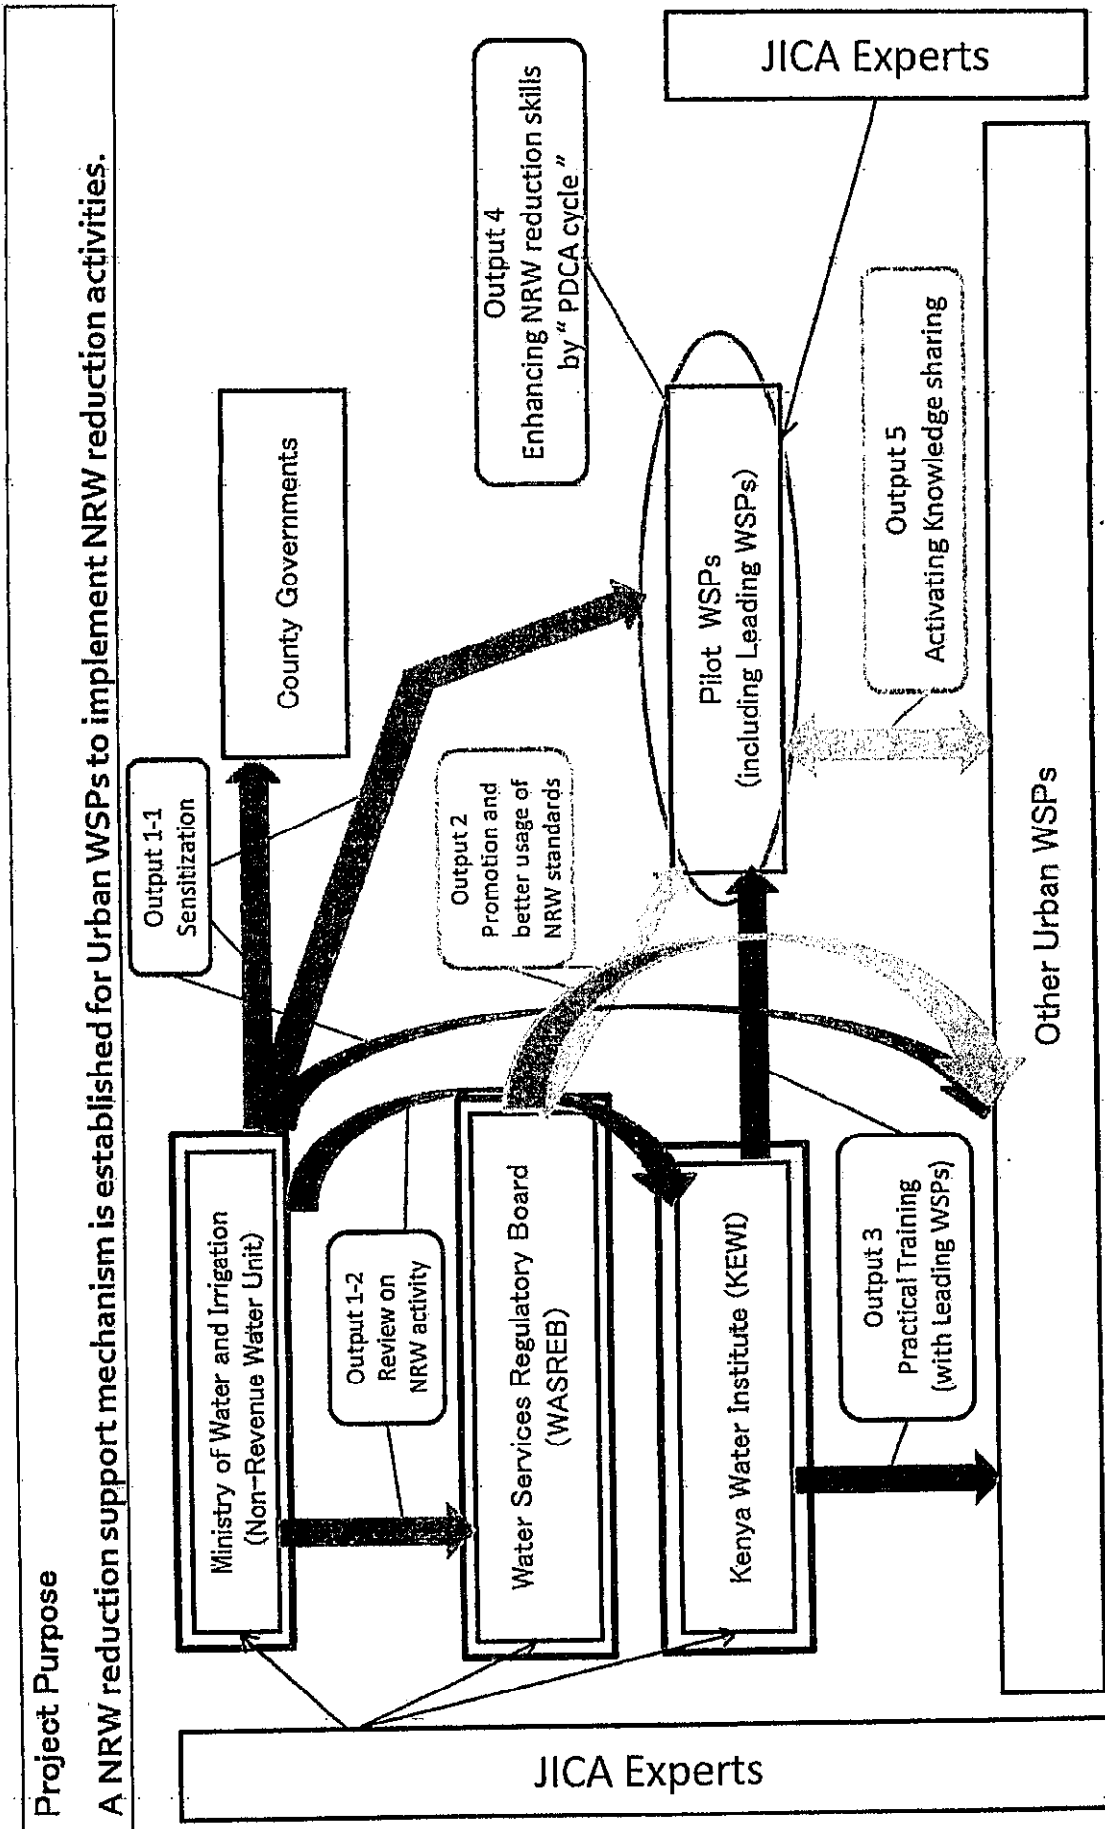 Project Purpose
A NRW reduction support mechanism is established for Urban WSPs to implement NRW reduction activities.
JICA Experts
Ministry of Water and Irrigation
(Non-Revenue Water Unit)
Output 1-1
Sensitization
County Governments
Output 1-2
Review on
NRW activity
Water Services Regulatory Board
(WASREB)
Output 2
Promotion and
better usage of
NRW standards
Output 4
Enhancing NRW reduction skills
by “ PDCA cycle ”
Kenya Water Institute (KEWI)
Pilot WSPs
(including Leading WSPs)
JICA Experts
Output 3
Practical Training
(with Leading WSPs)
Output 5
Activating Knowledge sharing
Other Urban WSPs